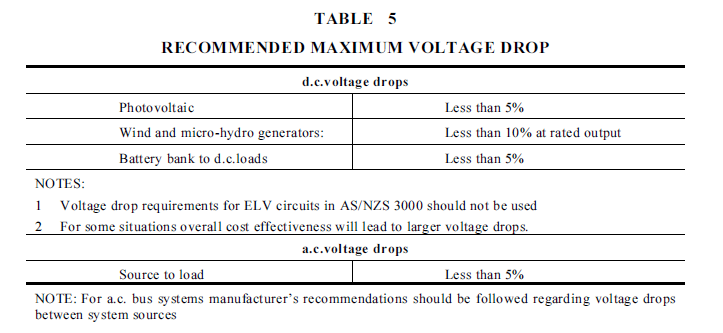 TABLE 5
RECOMMENDED MAXIMUM VOLTAGE DROP
d.c.voltage drops
Photovoltaic Less than 5%
Wind and micro-hydro generators: Less than 10% at rated output
Battery bank to d.c.loads Less than 5%
NOTES:
1 Voltage drop requirements for ELV circuits in AS/NZS 3000 should not be used
2 For some situations overall cost effectiveness will lead to larger voltage drops.
a.c.voltage drops
Source to load Less than 5%
NOTE: For a.c. bus systems manufacturer's recommendations should be followed regarding voltage drops
between system sources